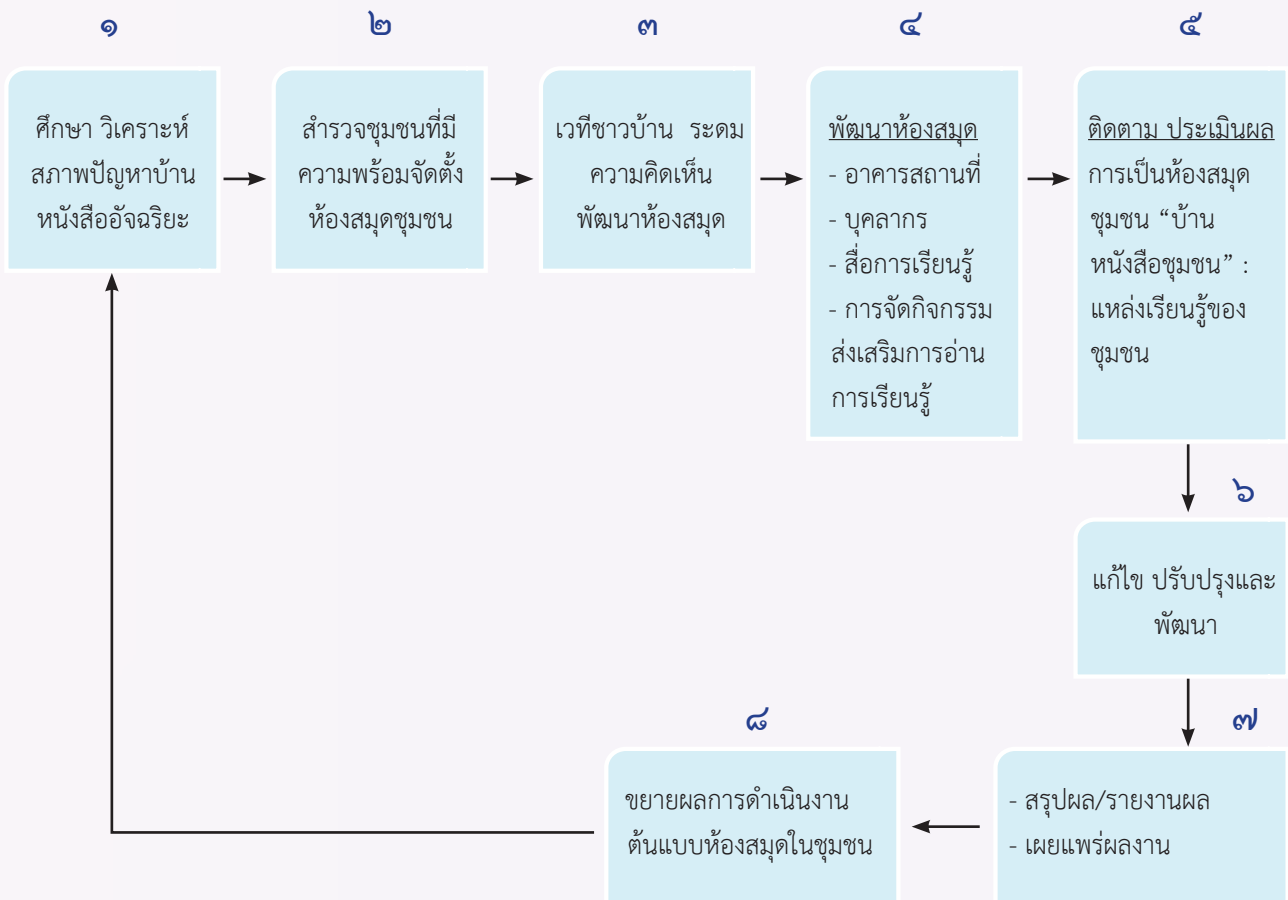 ๑
ศึกษา วิเคราะห์
สภาพปัญหาบ้าน
หนังสืออัจฉริยะ
๒
สำรวจชุมชนที่มี
ความพร้อมจัดตั้ง
ห้องสมุดชุมชน
๓
เวทีชาวบ้าน ระดม
ความคิดเห็น
พัฒนาห้องสมุด
๔
พัฒนาห้องสมุด
- อาคารสถานที่
- บุคลากร
- สื่อการเรียนรู้
- การจัดกิจกรรม
ส่งเสริมการอ่าน
การเรียนรู้
๕
ติดตาม ประเมินผล
การเป็นห้องสมุด
ชุมชน “บ้าน
หนังสือชุมชน” :
แหล่งเรียนรู้ของ
ชุมชน
๖
แก้ไข ปรับปรุงและ
พัฒนา
๗
- สรุปผล/รายงานผล
- เผยแพร่ผลงาน
๘
ขยายผลการดำเนินงาน
ต้นแบบห้องสมุดในชุมชน